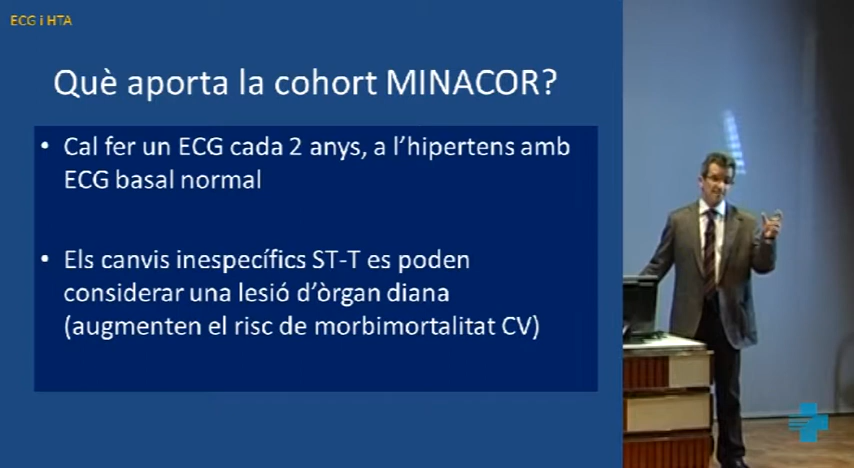 ECG i HTA
Què aporta la cohort MINACOR?
• Cal fer un ECG cada 2 anys, a l'hipertens amb
ECG basal normal
• Els canvis inespecífics ST-T es poden
considerar una lesió d'òrgan diana
(augmenten el risc de morbimortalitat CV)